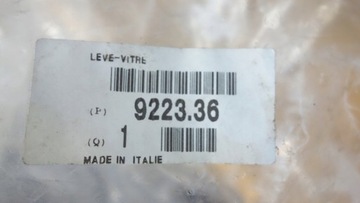 LEVE-VITRE
(P) 9223.36
(Q) 1
MADE IN ITALIE